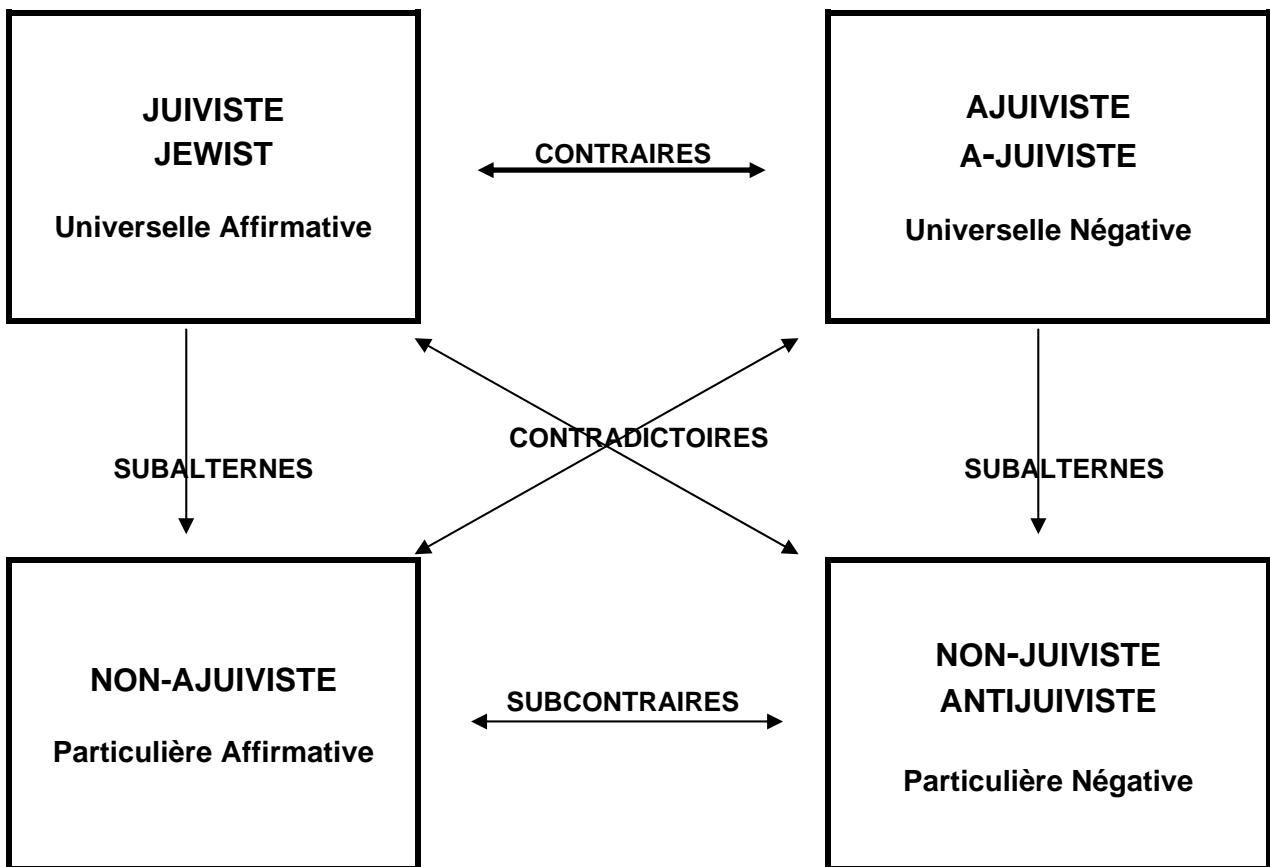 JUIVISTE
JEWIST
Universelle Affirmative
CONTRAIRES
AJUIVISTE
A-JUIVISTE
Universelle Négative
SUBALTERNES
CONTRADICTOIRES
SUBALTERNES
NON-AJUIVISTE
Particulière Affirmative
SUBCONTRAIRES
NON-JUIVISTE
ANTIJUIVISTE
Particulière Négative